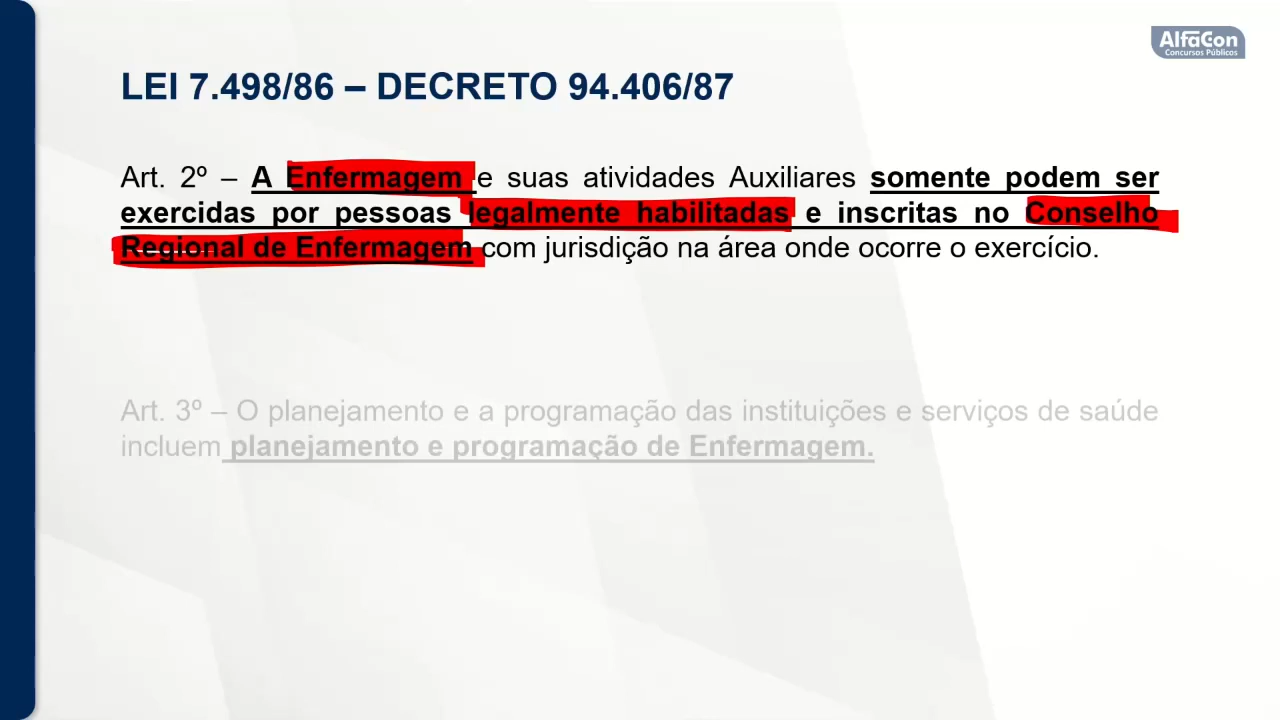 AlfaCon
Concursos Públicos
LEI 7.498/86 – DECRETO 94.406/87
Art. 2º – A Enfermagem e suas atividades Auxiliares somente podem ser
exercidas por pessoas legalmente habilitadas e inscritas no Conselho
Regional de Enfermagem com jurisdição na área onde ocorre o exercício.
Art. 3º – O planejamento e a programação das instituições e serviços de saúde
incluem planejamento e programação de Enfermagem.